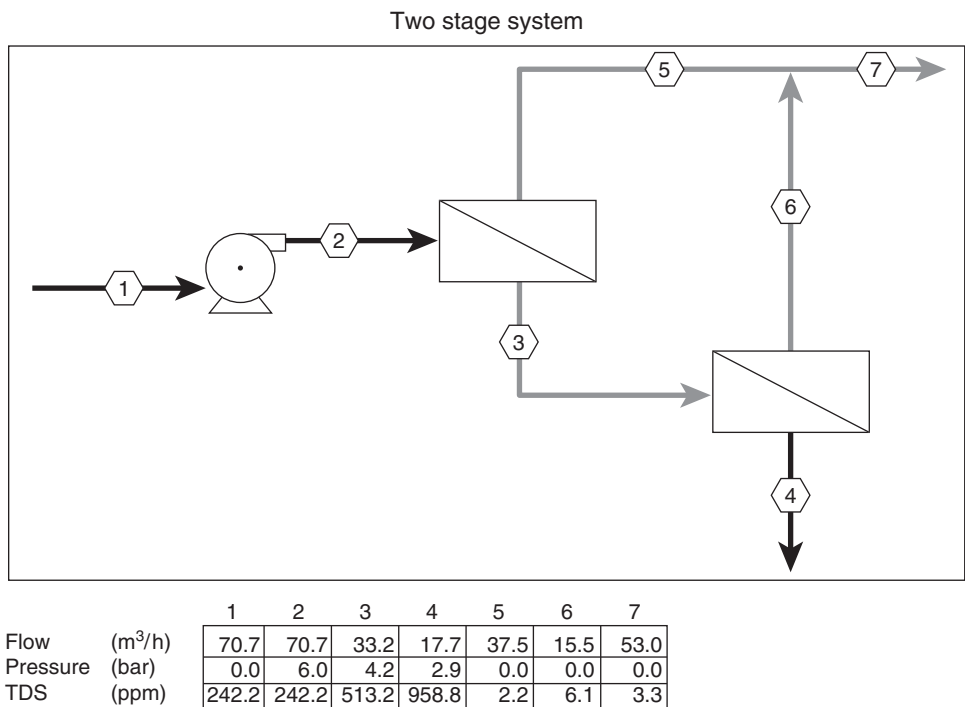 Two stage system
5
7
6
2
1
3
4
1 2 3 4 5 6 7
Flow (m³/h) 70.7 70.7 33.2 17.7 37.5 15.5 53.0
Pressure (bar) 0.0 6.0 4.2 2.9 0.0 0.0 0.0
TDS (ppm) 242.2 242.2 513.2 958.8 2.2 6.1 3.3